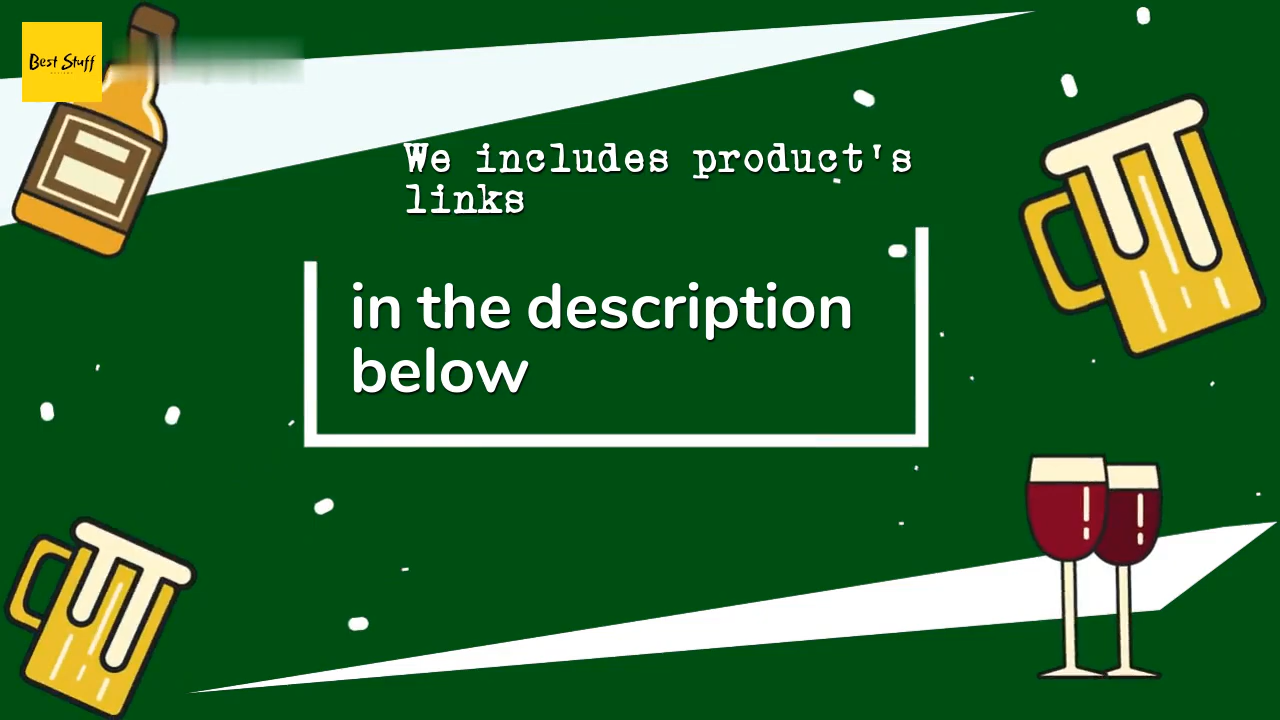 Best Stuff
We includes product's
links
in the description
below